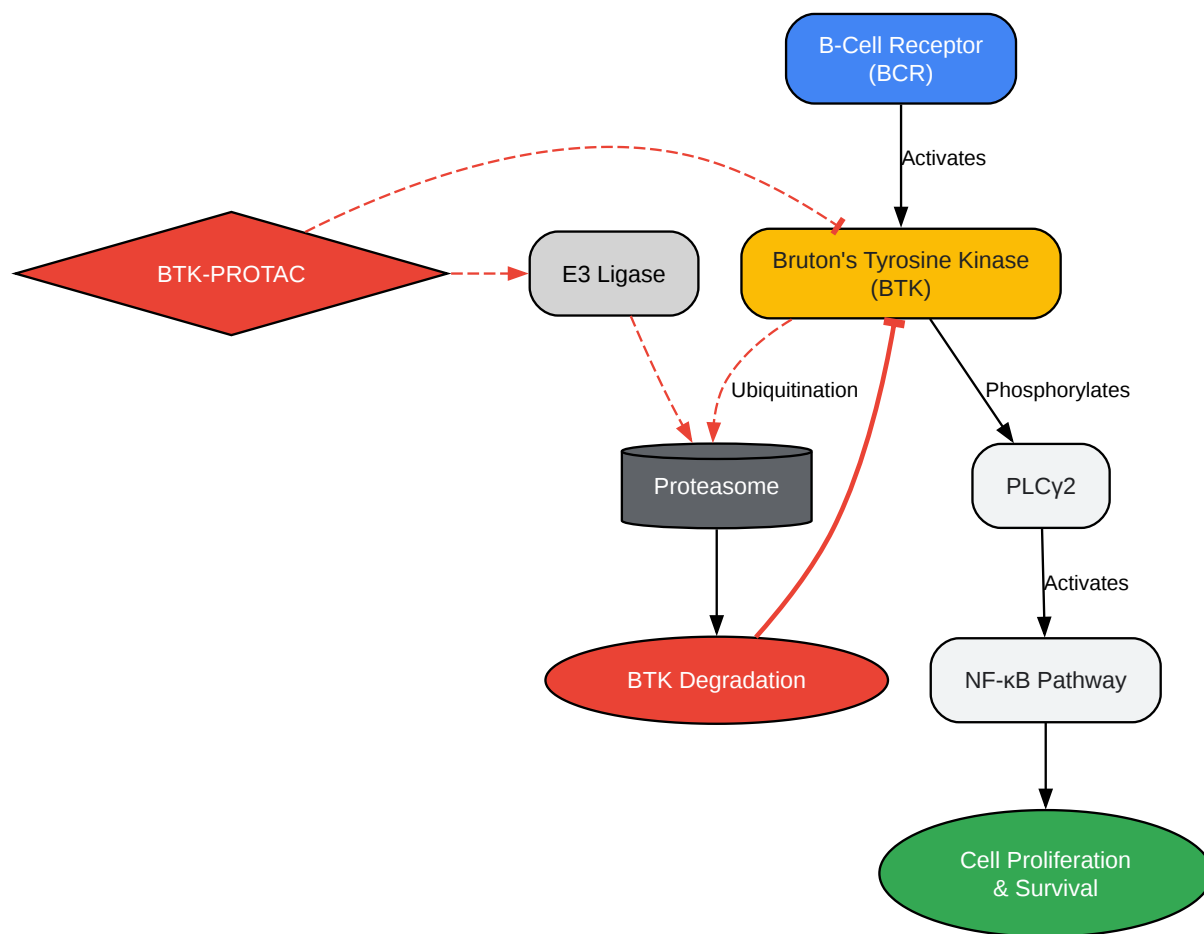 B-Cell Receptor
(BCR)
Activates
BTK-PROTAC
E3 Ligase
Bruton's Tyrosine Kinase
(BTK)
Ubiquitination
Phosphorylates
Proteasome
PLCγ2
Activates
BTK Degradation
NF-κB Pathway
Cell Proliferation
& Survival